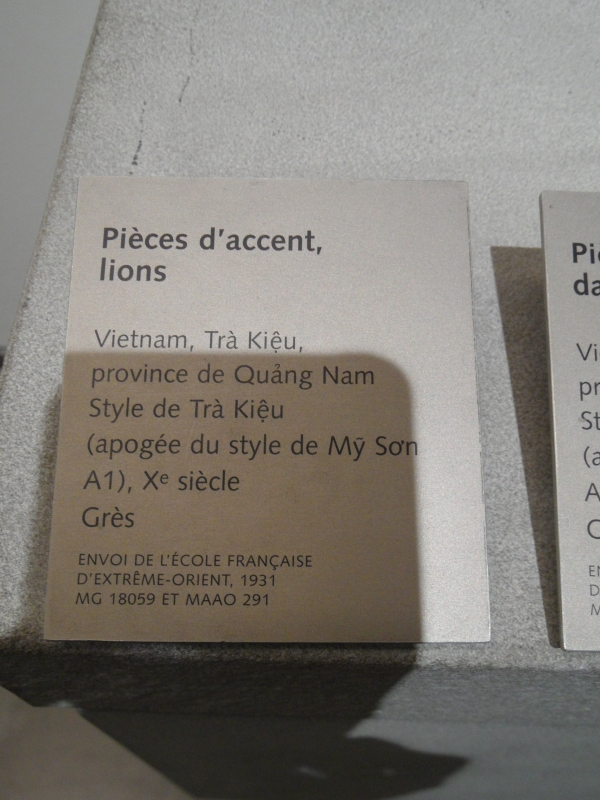 Pièces d'accent,
lions
Vietnam, Trà Kiệu,
province de Quảng Nam
Style de Trà Kiệu
(apogée du style de Mỹ Sơn
A1), Xᵉ siècle
Grès
ENVOI DE L'ÉCOLE FRANÇAISE
D'EXTRÊME-ORIENT, 1931
MG 18059 ET MAAO 291